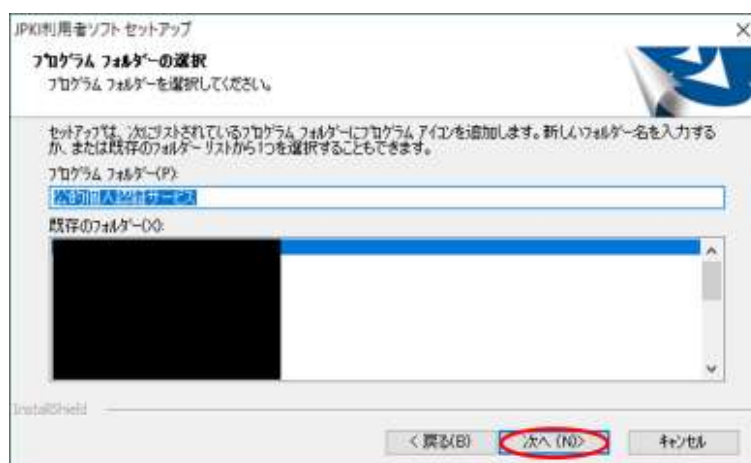 JPKI利用者ソフト セットアップ
プログラム フォルダーの選択
プログラム フォルダーを選択してください。
セットアップは、次にリストされているプログラム フォルダーにプログラム アイコンを追加します。新しいフォルダー名を入力する
か、または既存のフォルダー リストから1つを選択することもできます。
プログラム フォルダー(P):
公的個人認証サービス
既存のフォルダー(X):
InstallShield
< 戻る(B)
次へ (N)>
キャンセル